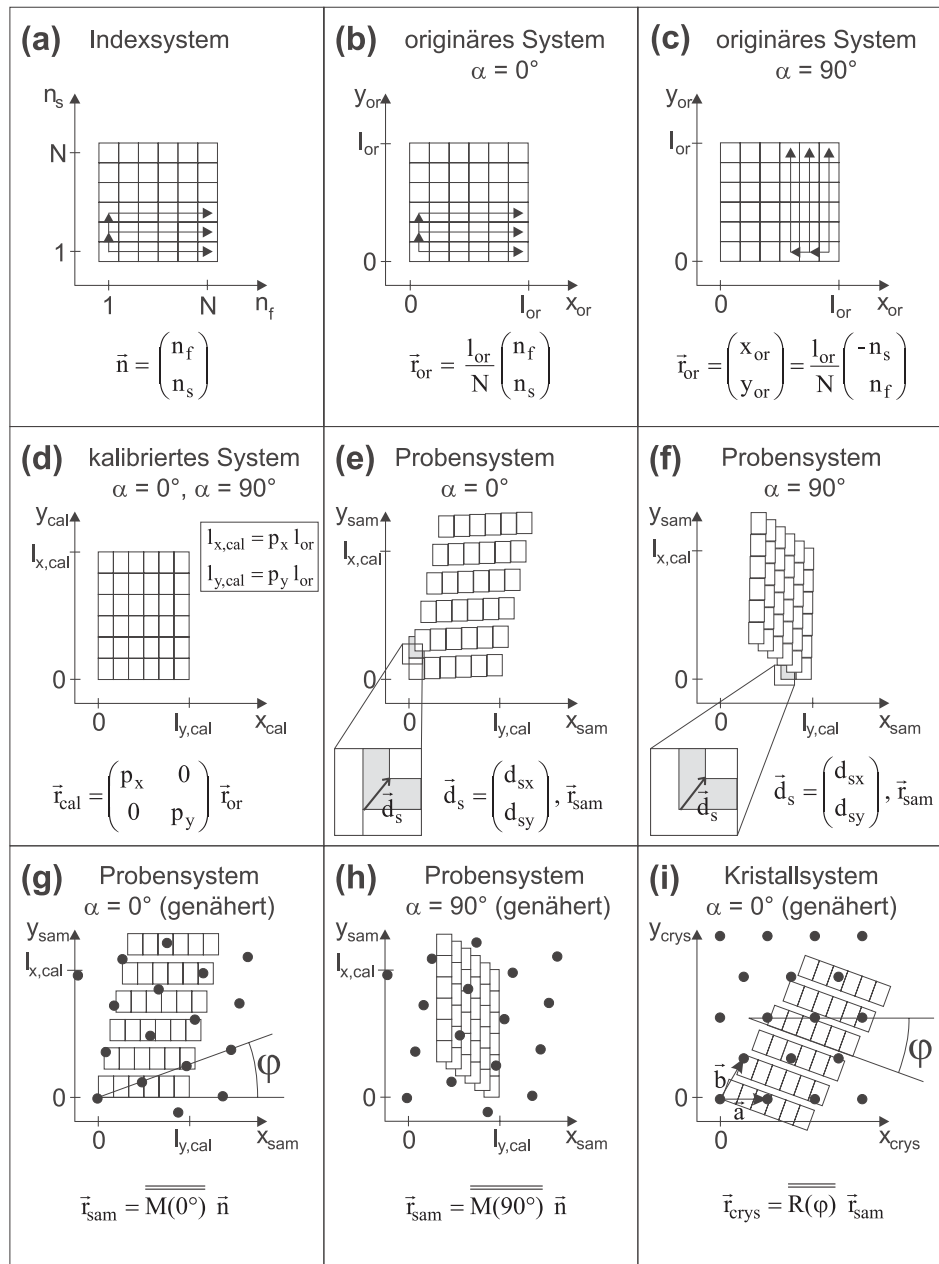 (a) Indexsystem
n_s
N
1
1 N n_f
n⃗ = (n_f n_s)
(b) originäres System
α = 0°
y_or
l_or
0
0 l_or x_or
r⃗_or = l_or/N (n_f n_s)
(c) originäres System
α = 90°
y_or
l_or
0
0 l_or x_or
r⃗_or = (x_or y_or) = l_or/N (-n_s n_f)
(d) kalibriertes System
α = 0°, α = 90°
y_cal
l_x,cal
l_x,cal = p_x l_or
l_y,cal = p_y l_or
0
0 l_y,cal x_cal
r⃗_cal = (p_x 0 0 p_y) r⃗_or
(e) Probensystem
α = 0°
y_sam
l_x,cal
0
0 l_y,cal x_sam
d⃗_s
d⃗_s = (d_sx d_sy), r⃗_sam
(f) Probensystem
α = 90°
y_sam
l_x,cal
0
0 l_y,cal x_sam
d⃗_s
d⃗_s = (d_sx d_sy), r⃗_sam
(g) Probensystem
α = 0° (genähert)
y_sam
l_x,cal
φ
0
0 l_y,cal x_sam
r⃗_sam = M(0°) n⃗
(h) Probensystem
α = 90° (genähert)
y_sam
l_x,cal
0
0 l_y,cal x_sam
r⃗_sam = M(90°) n⃗
(i) Kristallsystem
α = 0° (genähert)
y_crys
φ
b⃗
a⃗
0
0 x_crys
r⃗_crys = R(φ) r⃗_sam